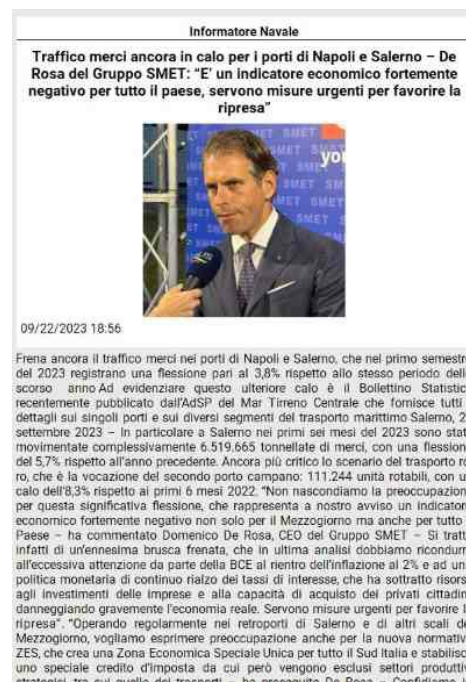 Informatore Navale
Traffico merci ancora in calo per i porti di Napoli e Salerno – De
Rosa del Gruppo SMET: “E’ un indicatore economico fortemente
negativo per tutto il paese, servono misure urgenti per favorire la
ripresa”
SMET
you
09/22/2023 18:56
Frena ancora il traffico merci nei porti di Napoli e Salerno, che nel primo semestr
del 2023 registrano una flessione pari al 3,8% rispetto allo stesso periodo dell
scorso anno Ad evidenziare questo ulteriore calo è il Bollettino Statistic
recentemente pubblicato dall’AdSP del Mar Tirreno Centrale che fornisce tutti
dettagli sui singoli porti e sui diversi segmenti del trasporto marittimo Salerno, 2
settembre 2023 – In particolare a Salerno nei primi sei mesi del 2023 sono stat
movimentate complessivamente 6.519.665 tonnellate di merci, con una flession
del 5,7% rispetto all’anno precedente. Ancora più critico lo scenario del trasporto ro
ro, che è la vocazione del secondo porto campano: 111.244 unità rotabili, con u
calo dell’8,3% rispetto ai primi 6 mesi 2022. “Non nascondiamo la preoccupazion
per questa significativa flessione, che rappresenta a nostro avviso un indicator
economico fortemente negativo non solo per il Mezzogiorno ma anche per tutto
Paese – ha commentato Domenico De Rosa, CEO del Gruppo SMET – Si tratt
infatti di un’ennesima brusca frenata, che in ultima analisi dobbiamo ricondurr
all’eccessiva attenzione da parte della BCE al rientro dell’inflazione al 2% e ad un
politica monetaria di continuo rialzo dei tassi di interesse, che ha sottratto risors
agli investimenti delle imprese e alla capacità di acquisto dei privati cittadin
danneggiando gravemente l’economia reale. Servono misure urgenti per favorire l
ripresa”. “Operando regolarmente nei retroporti di Salerno e di altri scali de
Mezzogiorno, vogliamo esprimere preoccupazione anche per la nuova normativ
ZES, che crea una Zona Economica Speciale Unica per tutto il Sud Italia e stabilisc
uno speciale credito d’imposta da cui però vengono esclusi settori produttiv